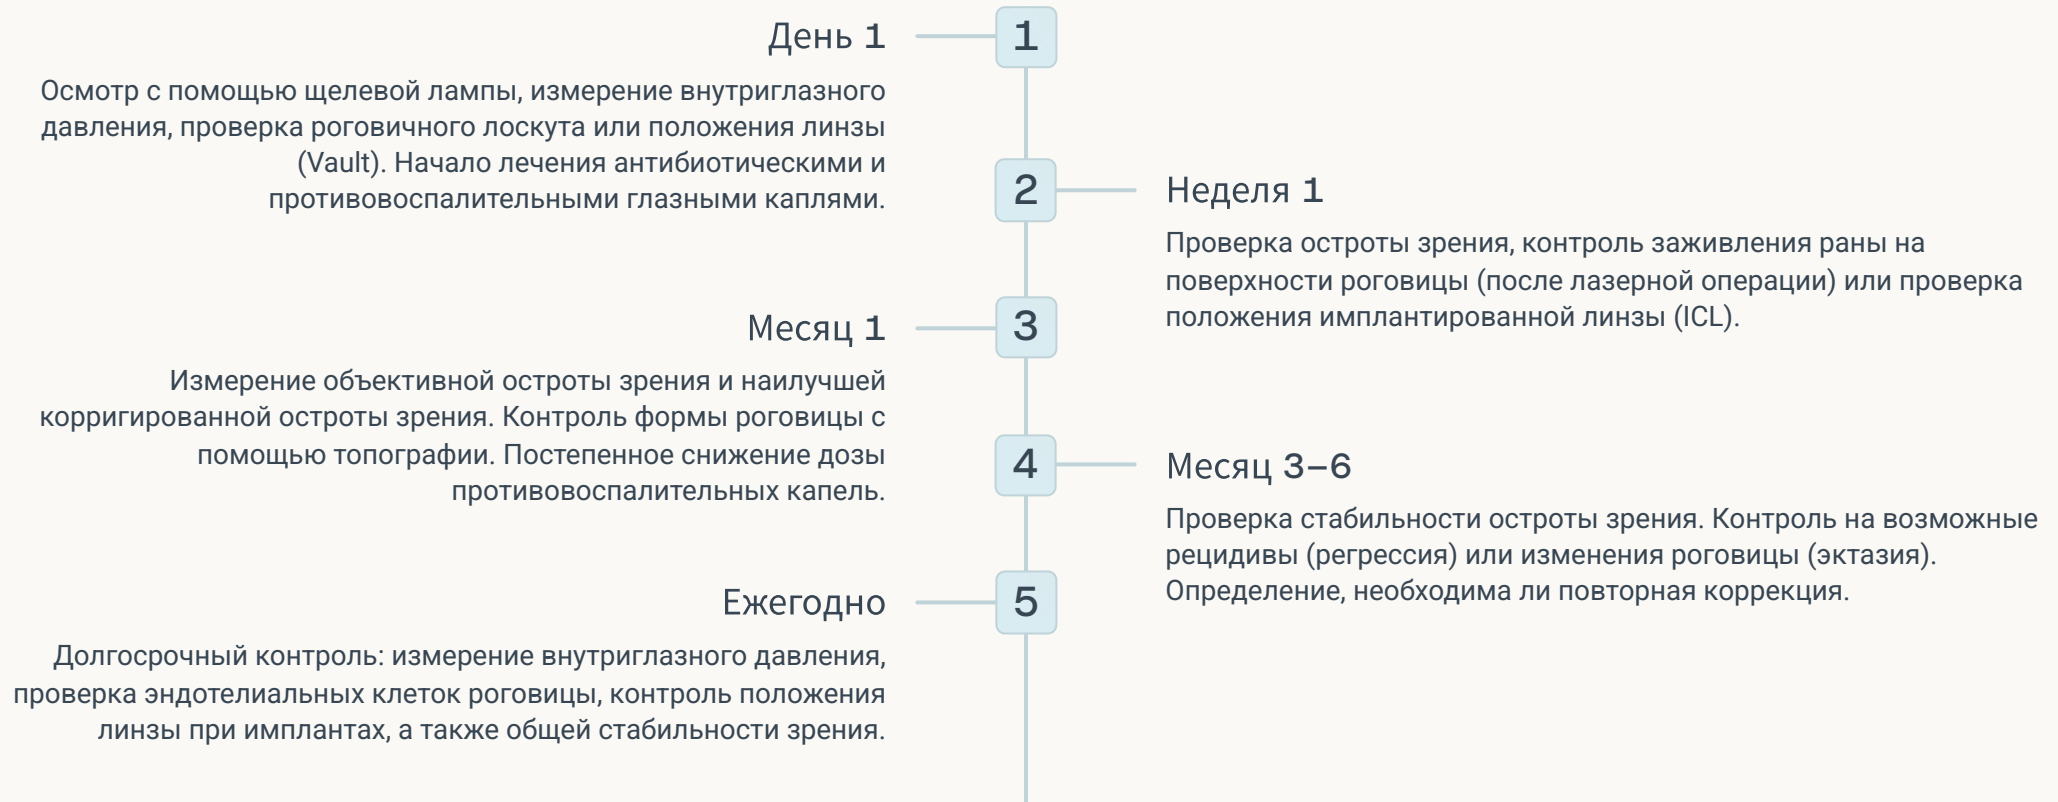 День 1
1
Осмотр с помощью щелевой лампы, измерение внутриглазного
давления, проверка роговичного лоскута или положения линзы
(Vault). Начало лечения антибиотическими и
противовоспалительными глазными каплями.
2
Неделя 1
Проверка остроты зрения, контроль заживления раны на
поверхности роговицы (после лазерной операции) или проверка
положения имплантированной линзы (ICL).
Месяц 1
3
Измерение объективной остроты зрения и наилучшей
корригированной остроты зрения. Контроль формы роговицы с
помощью топографии. Постепенное снижение дозы
противовоспалительных капель.
4
Месяц 3–6
Проверка стабильности остроты зрения. Контроль на возможные
рецидивы (регрессия) или изменения роговицы (эктазия).
Определение, необходима ли повторная коррекция.
Ежегодно
5
Долгосрочный контроль: измерение внутриглазного давления,
проверка эндотелиальных клеток роговицы, контроль положения
линзы при имплантах, а также общей стабильности зрения.